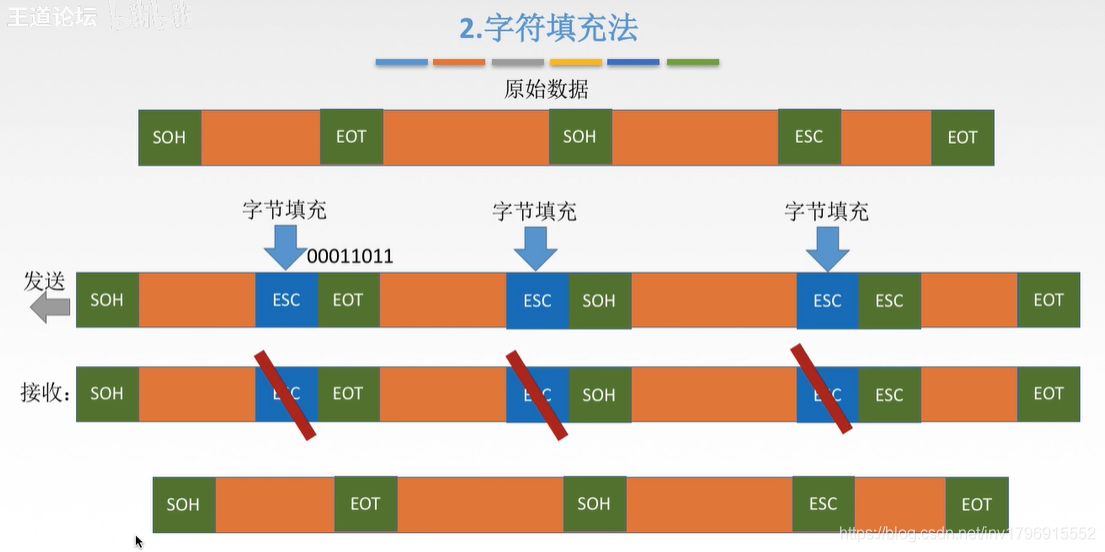 王道论坛
2.字符填充法
原始数据
SOH EOT SOH ESC EOT
字节填充 字节填充 字节填充
00011011
发送
SOH ESC EOT ESC SOH ESC ESC EOT
接收：
SOH ESC EOT ESC SOH ESC ESC EOT
SOH EOT SOH ESC EOT
https://blog.csdn.net/inv1796915552